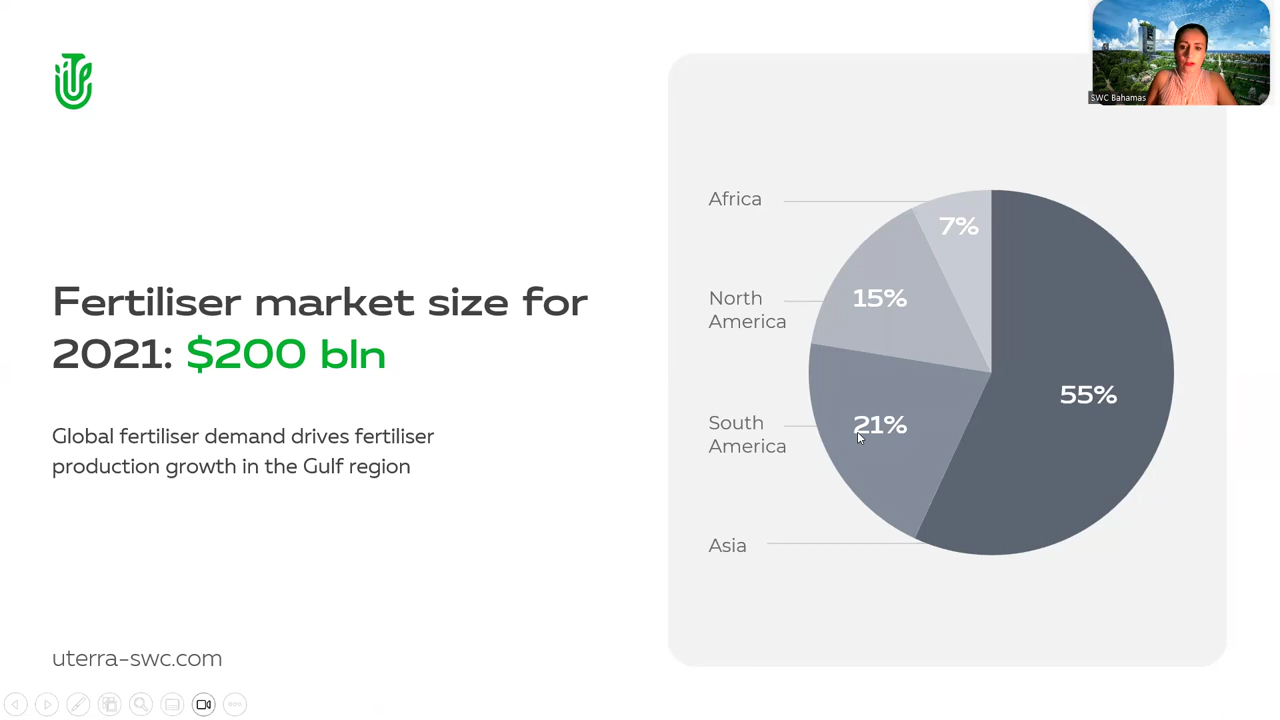 SWC Bahamas
Fertiliser market size for
2021: $200 bln
Global fertiliser demand drives fertiliser
production growth in the Gulf region
uterra-swc.com
Africa
7%
North
America
15%
South
America
21%
Asia
55%